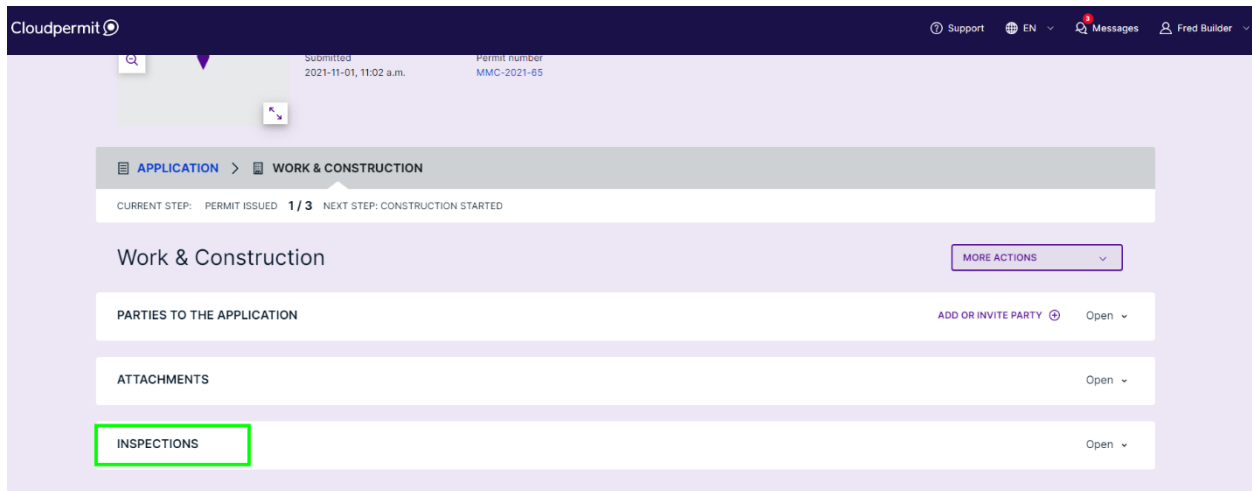 Cloudpermit
Support EN 3 Messages Fred Builder
Submitted Permit number
2021-11-01, 11:02 a.m. MMC-2021-65
APPLICATION > WORK & CONSTRUCTION
CURRENT STEP: PERMIT ISSUED 1 / 3 NEXT STEP: CONSTRUCTION STARTED
Work & Construction MORE ACTIONS
PARTIES TO THE APPLICATION ADD OR INVITE PARTY Open
ATTACHMENTS Open
INSPECTIONS Open